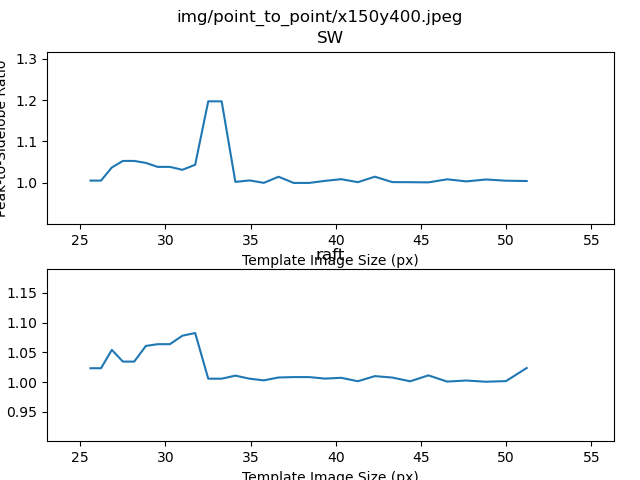 img/point_to_point/x150y400.jpeg
SW
Peak-to-Sidelobe Ratio
1.3
1.2
1.1
1.0
25 30 35 40 45 50 55
Template Image Size (px)
raft
1.15
1.10
1.05
1.00
0.95
25 30 35 40 45 50 55
Template Image Size (px)